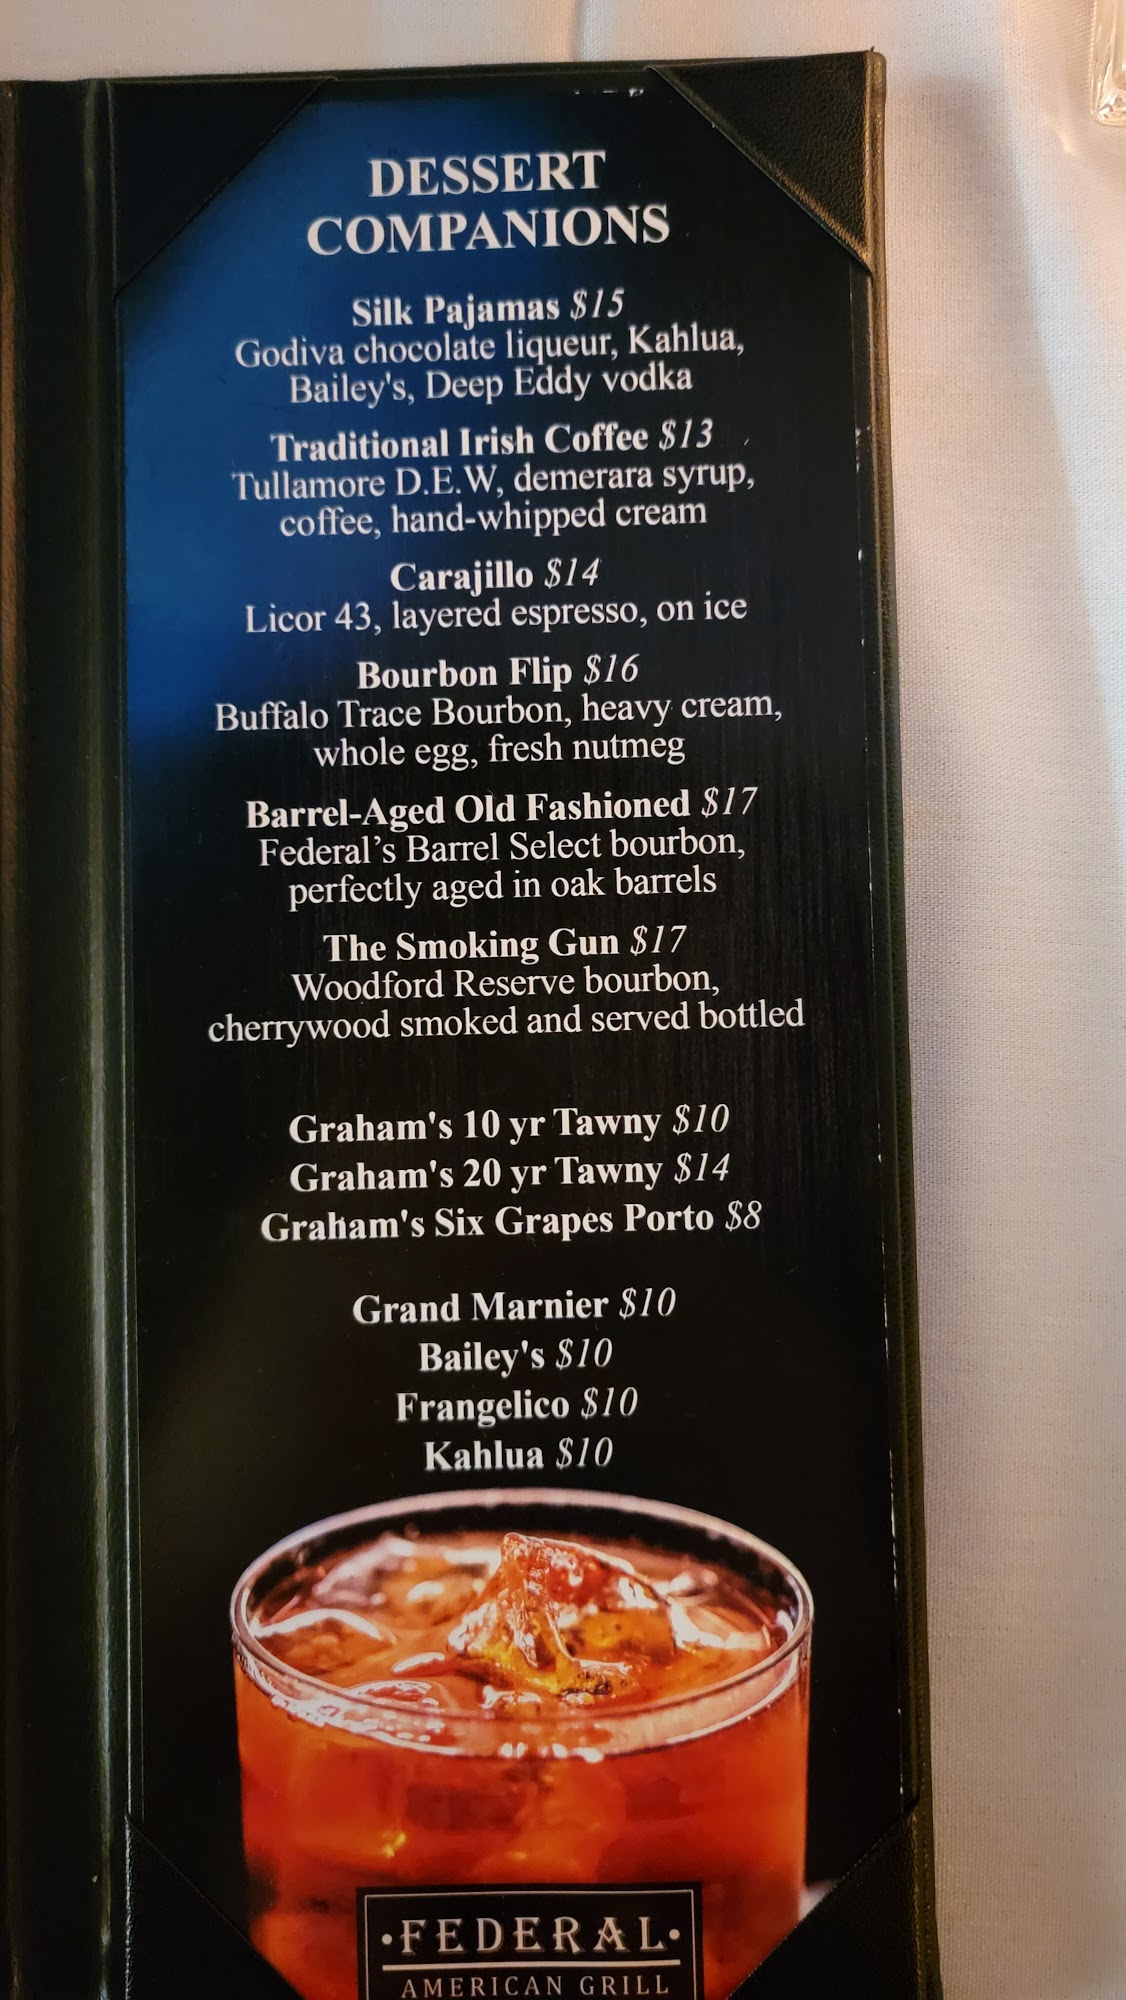 DESSERT
COMPANIONS
Silk Pajamas $15
Godiva chocolate liqueur, Kahlua,
Bailey's, Deep Eddy vodka
Traditional Irish Coffee $13
Tullamore D.E.W, demerara syrup,
coffee, hand-whipped cream
Carajillo $14
Licor 43, layered espresso, on ice
Bourbon Flip $16
Buffalo Trace Bourbon, heavy cream,
whole egg, fresh nutmeg
Barrel-Aged Old Fashioned $17
Federal’s Barrel Select bourbon,
perfectly aged in oak barrels
The Smoking Gun $17
Woodford Reserve bourbon,
cherrywood smoked and served bottled
Graham's 10 yr Tawny $10
Graham's 20 yr Tawny $14
Graham's Six Grapes Porto $8
Grand Marnier $10
Bailey's $10
Frangelico $10
Kahlua $10
·FEDERAL·
AMERICAN GRILL